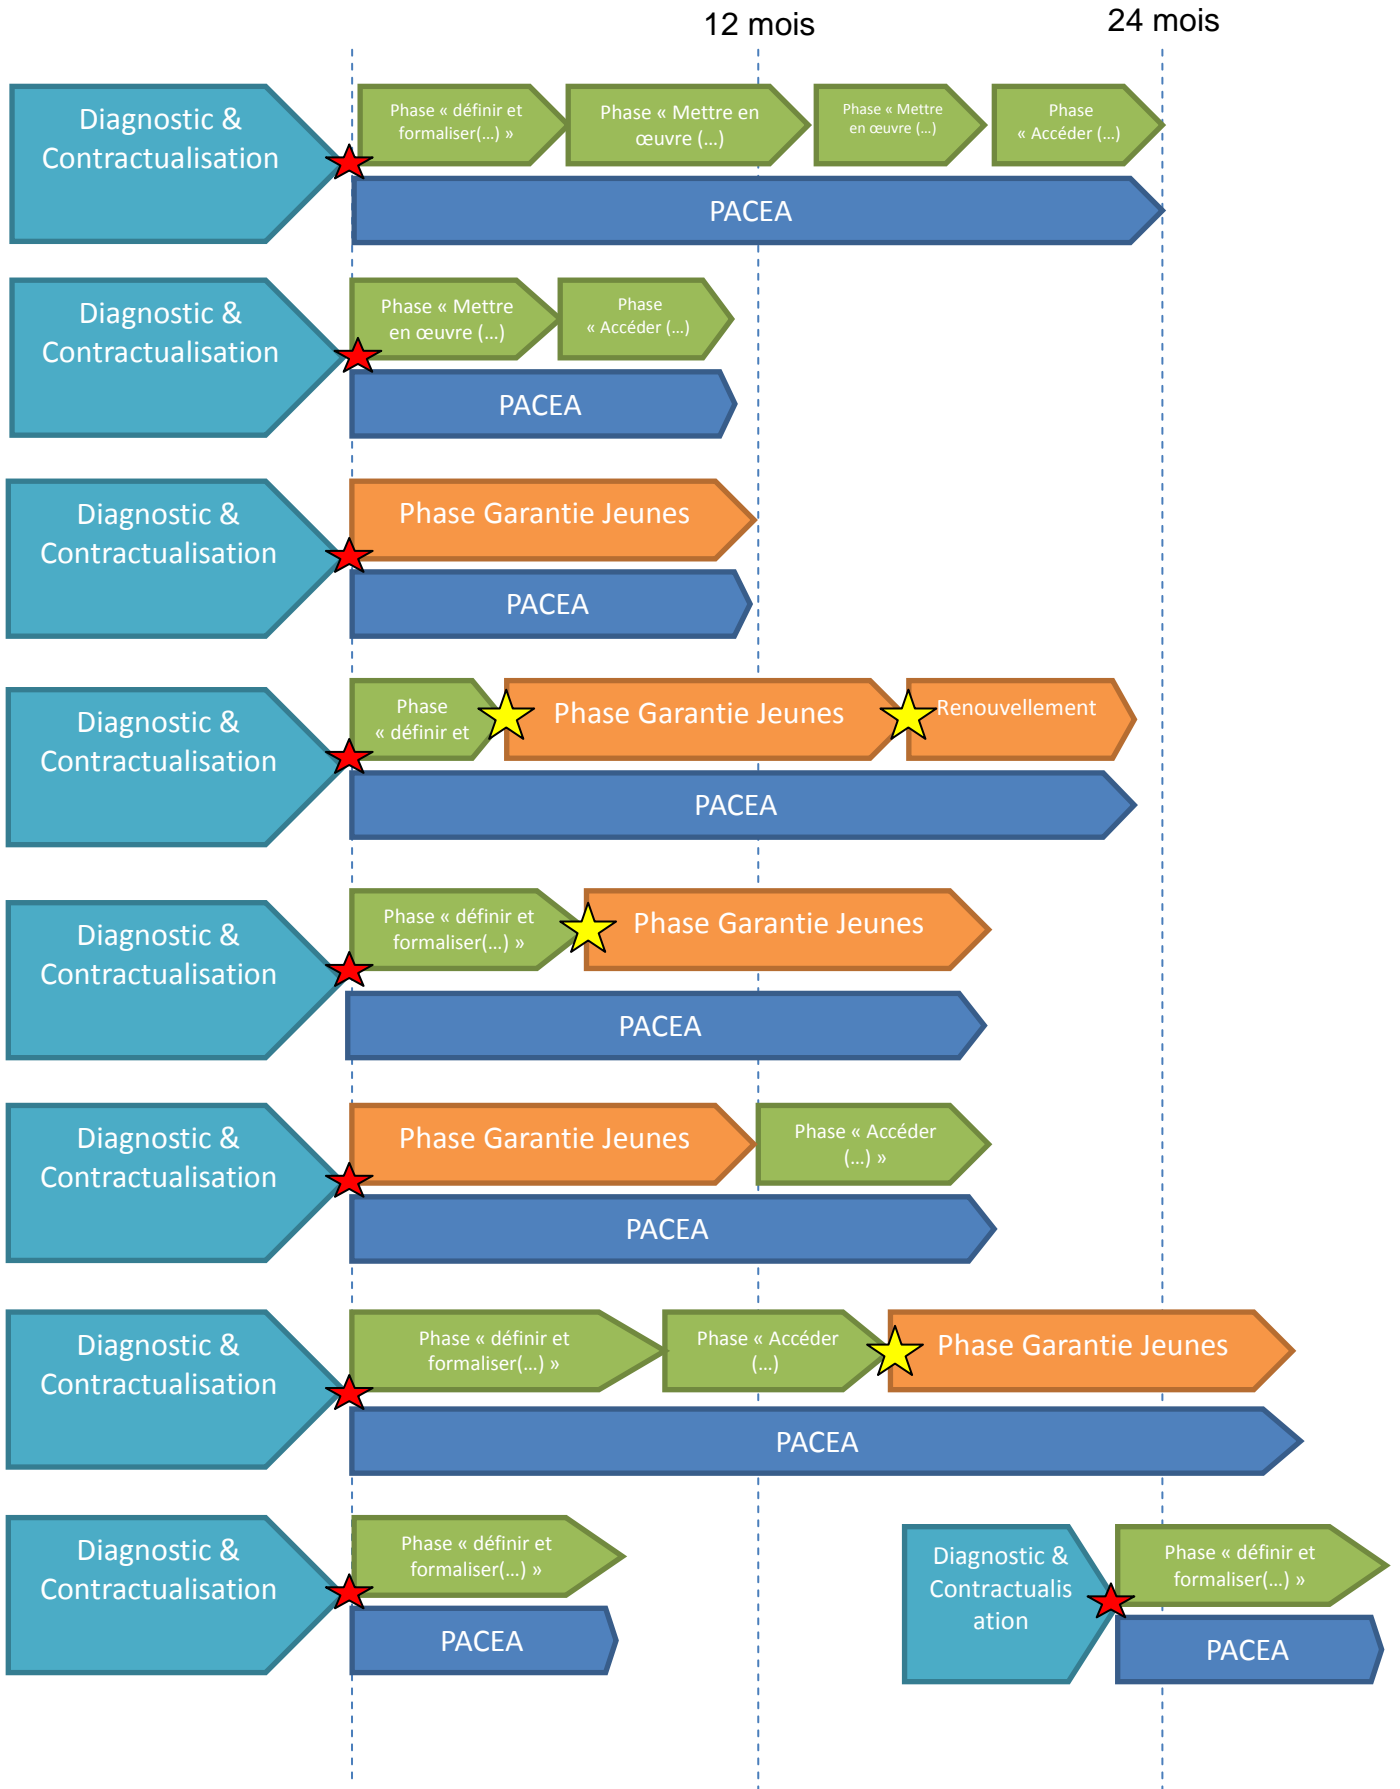 12 mois
24 mois
Diagnostic &
Contractualisation
Phase « définir et
formaliser(...) »
Phase « Mettre en
œuvre (...)
Phase « Mettre
en œuvre (...)
Phase
« Accéder (...)
PACEA
Diagnostic &
Contractualisation
Phase « Mettre
en œuvre (...)
Phase
« Accéder (...)
PACEA
Diagnostic &
Contractualisation
Phase Garantie Jeunes
PACEA
Diagnostic &
Contractualisation
Phase
« définir et
Phase Garantie Jeunes
Renouvellement
PACEA
Diagnostic &
Contractualisation
Phase « définir et
formaliser(...) »
Phase Garantie Jeunes
PACEA
Diagnostic &
Contractualisation
Phase Garantie Jeunes
Phase « Accéder
(...) »
PACEA
Diagnostic &
Contractualisation
Phase « définir et
formaliser(...) »
Phase « Accéder
(...)
Phase Garantie Jeunes
PACEA
Diagnostic &
Contractualisation
Phase « définir et
formaliser(...) »
PACEA
Diagnostic &
Contractualis
ation
Phase « définir et
formaliser(...) »
PACEA